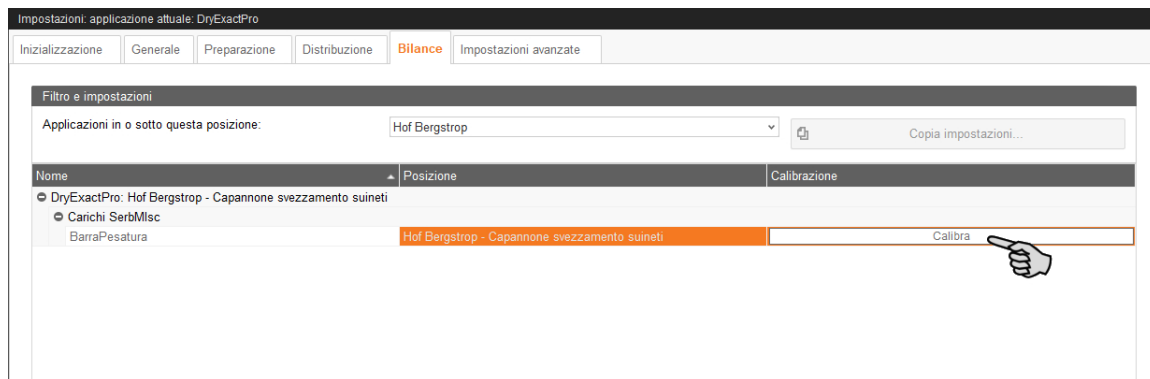 Impostazioni: applicazione attuale: DryExactPro
Inizializzazione Generale Preparazione Distribuzione Bilance Impostazioni avanzate
Filtro e impostazioni
Applicazioni in o sotto questa posizione: Hof Bergstrop Copia impostazioni...
Nome Posizione Calibrazione
DryExactPro: Hof Bergstrop - Capannone svezzamento suineti
Carichi SerbMIsc
BarraPesatura Hof Bergstrop - Capannone svezzamento suineti Calibra